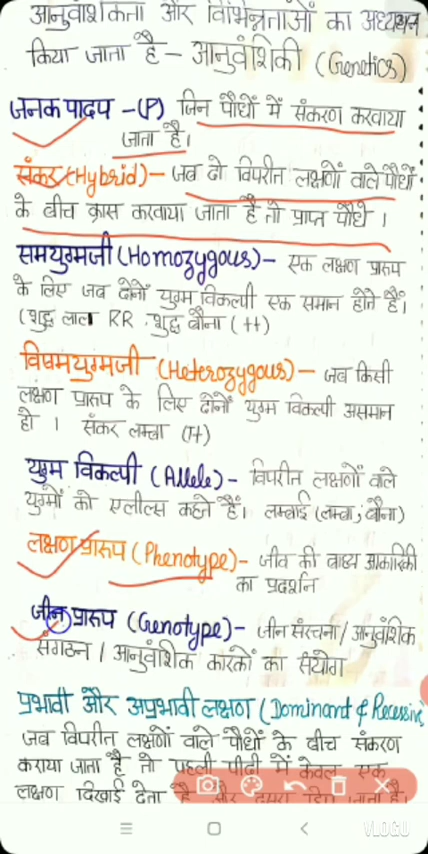 आनुवंशिकता और विभिन्नताओं का अध्ययन
किया जाता है – आनुवंशिकी (Genetics)
जनक पादप – (P) जिन पौधों में संकरण करवाया
जाता है।
संकर (Hybrid) – जब दो विपरीत लक्षणों वाले पौधों
के बीच क्रास करवाया जाता है तो प्राप्त पौधे ।
समयुग्मजी (Homozygous) – एक लक्षण प्रारूप
के लिए जब दोनों युग्म विकल्पी एक समान होते हैं।
(शुद्ध लाल RR . शुद्ध बौना (tt)
विषमयुग्मजी (Heterozygous) – जब किसी
लक्षण प्रारूप के लिए दोनों युग्म विकल्पी असमान
हो । संकर लम्बा (Tt)
युग्म विकल्पी (Allele) – विपरीत लक्षणों वाले
युग्मों को एलील्स कहते हैं। लम्बाई (लम्बा, बौना)
लक्षण प्रारूप (Phenotype) – जीव की बाह्य आकारिकी
का प्रदर्शन
जीन प्रारूप (Genotype) – जीन संरचना / आनुवंशिक
संगठन / आनुवंशिक कारकों का संयोग
प्रभावी और अप्रभावी लक्षण (Dominant & Recessive)
जब विपरीत लक्षणों वाले पौधों के बीच संकरण
कराया जाता है तो पहली पीढ़ी में केवल एक
लक्षण दिखाई देता है और दूसरा छिप जाता है।
VLOGU